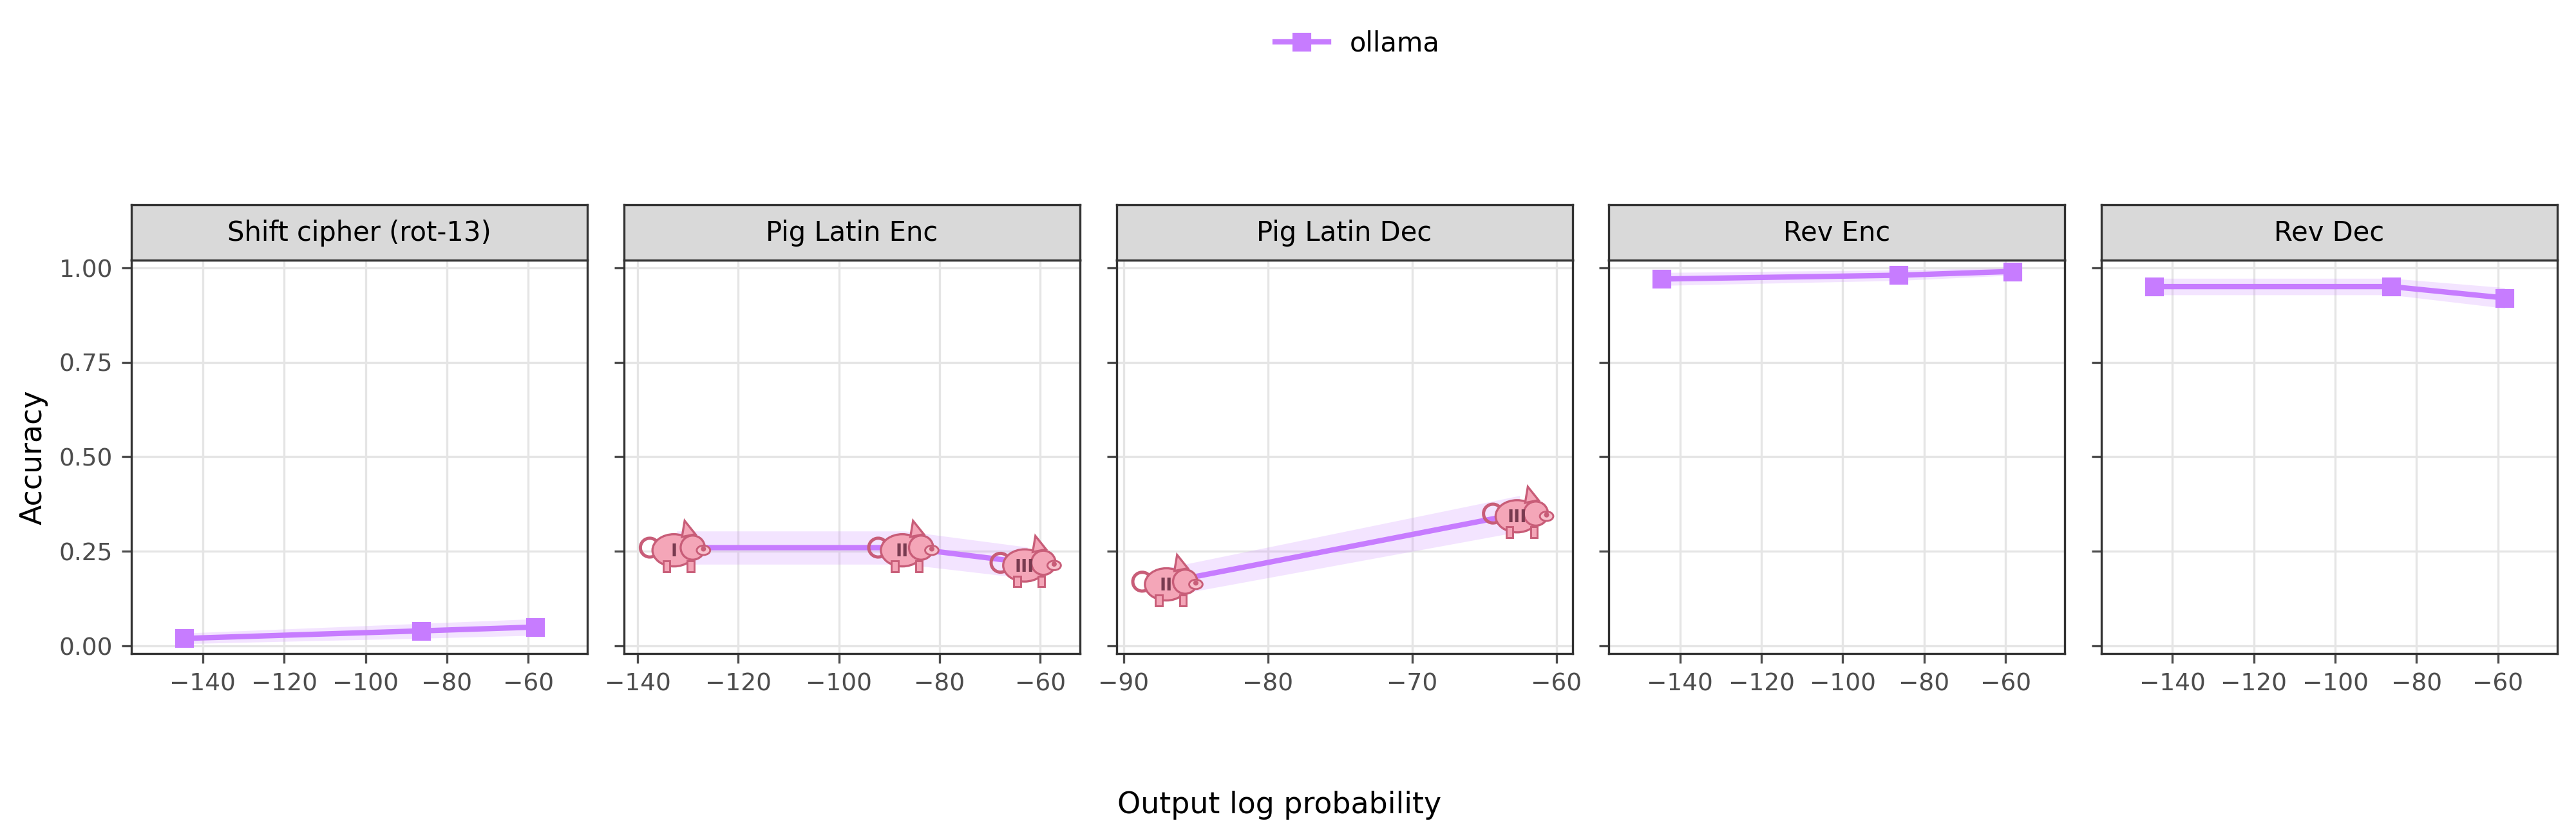 ollama
Shift cipher (rot-13)
Pig Latin Enc
Pig Latin Dec
Rev Enc
Rev Dec
Accuracy
1.00
0.75
0.50
0.25
0.00
I
II
III
II
III
−140 −120 −100 −80 −60
−140 −120 −100 −80 −60
−90 −80 −70 −60
−140 −120 −100 −80 −60
−140 −120 −100 −80 −60
Output log probability